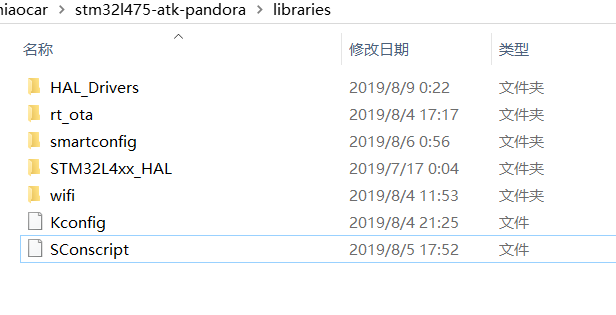 niaocar > stm32l475-atk-pandora > libraries
名称 修改日期 类型
HAL_Drivers 2019/8/9 0:22 文件夹
rt_ota 2019/8/4 17:17 文件夹
smartconfig 2019/8/6 0:56 文件夹
STM32L4xx_HAL 2019/7/17 0:04 文件夹
wifi 2019/8/4 11:53 文件夹
Kconfig 2019/8/4 21:25 文件
SConscript 2019/8/5 17:52 文件